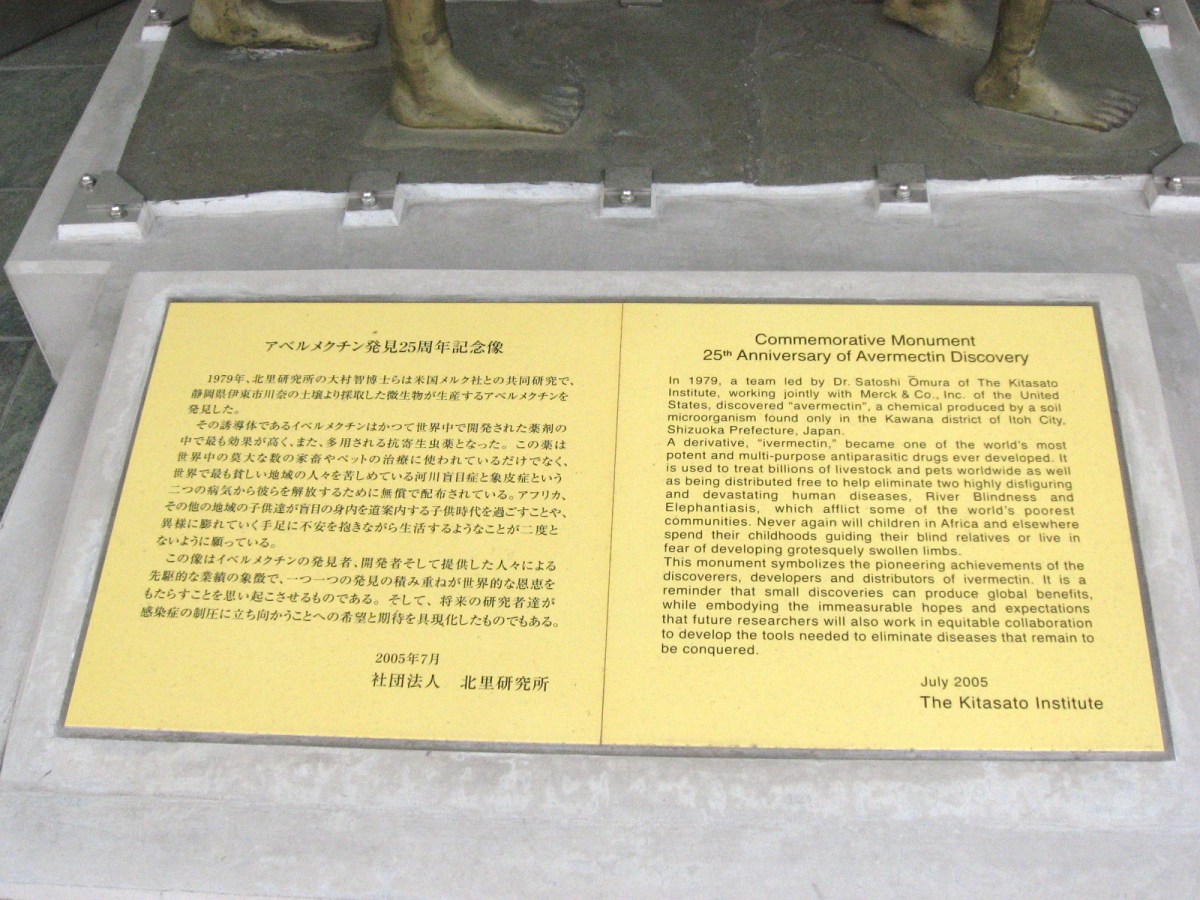 アベルメクチン発見25周年記念像
1979年、北里研究所の大村智博士らは米国メルク社との共同研究で、
静岡県伊東市川奈の土壌より採取した微生物が生産するアベルメクチンを
発見した。
その誘導体であるイベルメクチンはかつて世界中で開発された薬剤の
中で最も効果が高く、また、多用される抗寄生虫薬となった。この薬は
世界中の莫大な数の家畜やペットの治療に使われているだけでなく、
世界で最も貧しい地域の人々を苦しめている河川盲目症と象皮症という
二つの病気から彼らを解放するために無償で配布されている。アフリカ、
その他の地域の子供達が盲目の身内を道案内する子供時代を過ごすことや、
異様に膨れていく手足に不安を抱きながら生活するようなことが二度と
ないように願っている。
この像はイベルメクチンの発見者、開発者そして提供した人々による
先駆的な業績の象徴で、一つ一つの発見の積み重ねが世界的な恩恵を
もたらすことを思い起こさせるものである。そして、将来の研究者達が
感染症の制圧に立ち向かうことへの希望と期待を具現化したものでもある。
2005年7月
社団法人 北里研究所
Commemorative Monument
25th Anniversary of Avermectin Discovery
In 1979, a team led by Dr. Satoshi Ōmura of The Kitasato
Institute, working jointly with Merck & Co., Inc. of the United
States, discovered "avermectin", a chemical produced by a soil
microorganism found only in the Kawana district of Itoh City,
Shizuoka Prefecture, Japan.
A derivative, "ivermectin," became one of the world's most
potent and multi-purpose antiparasitic drugs ever developed. It
is used to treat billions of livestock and pets worldwide as well
as being distributed free to help eliminate two highly disfiguring
and devastating human diseases, River Blindness and
Elephantiasis, which afflict some of the world's poorest
communities. Never again will children in Africa and elsewhere
spend their childhoods guiding their blind relatives or live in
fear of developing grotesquely swollen limbs.
This monument symbolizes the pioneering achievements of the
discoverers, developers and distributors of ivermectin. It is a
reminder that small discoveries can produce global benefits,
while embodying the immeasurable hopes and expectations
that future researchers will also work in equitable collaboration
to develop the tools needed to eliminate diseases that remain to
be conquered.
July 2005
The Kitasato Institute